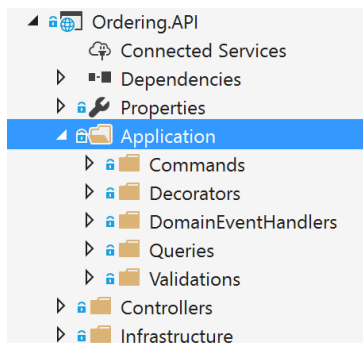 Ordering.API
Connected Services
Dependencies
Properties
Application
Commands
Decorators
DomainEventHandlers
Queries
Validations
Controllers
Infrastructure